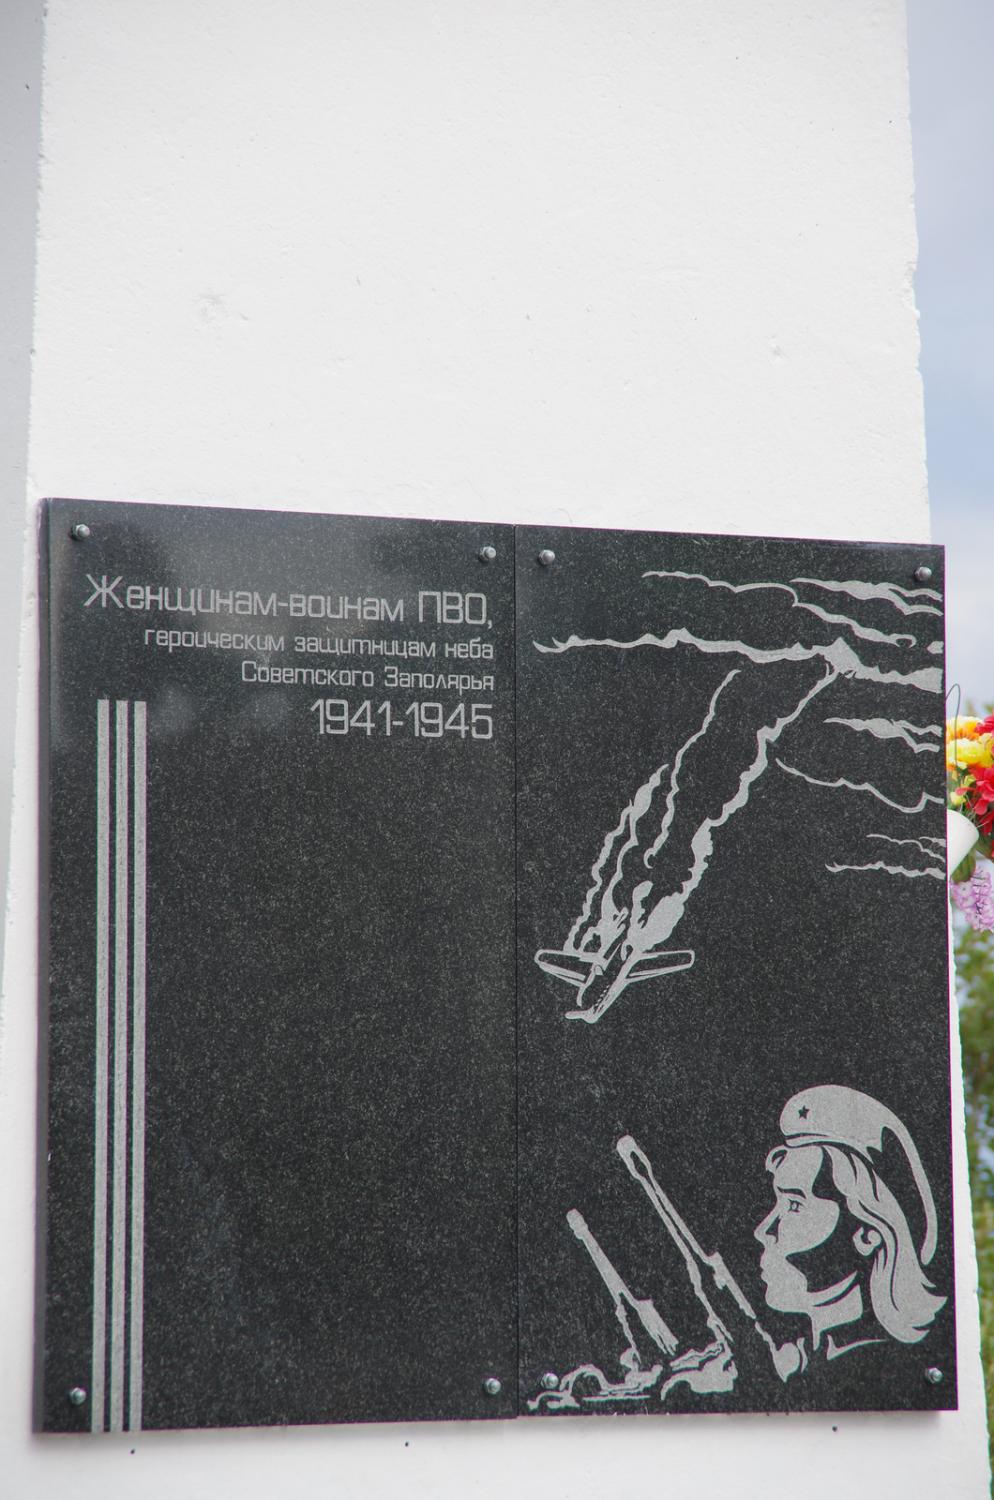 Женщинам-воинам ПВО,
героическим защитницам неба
Советского Заполярья
1941-1945